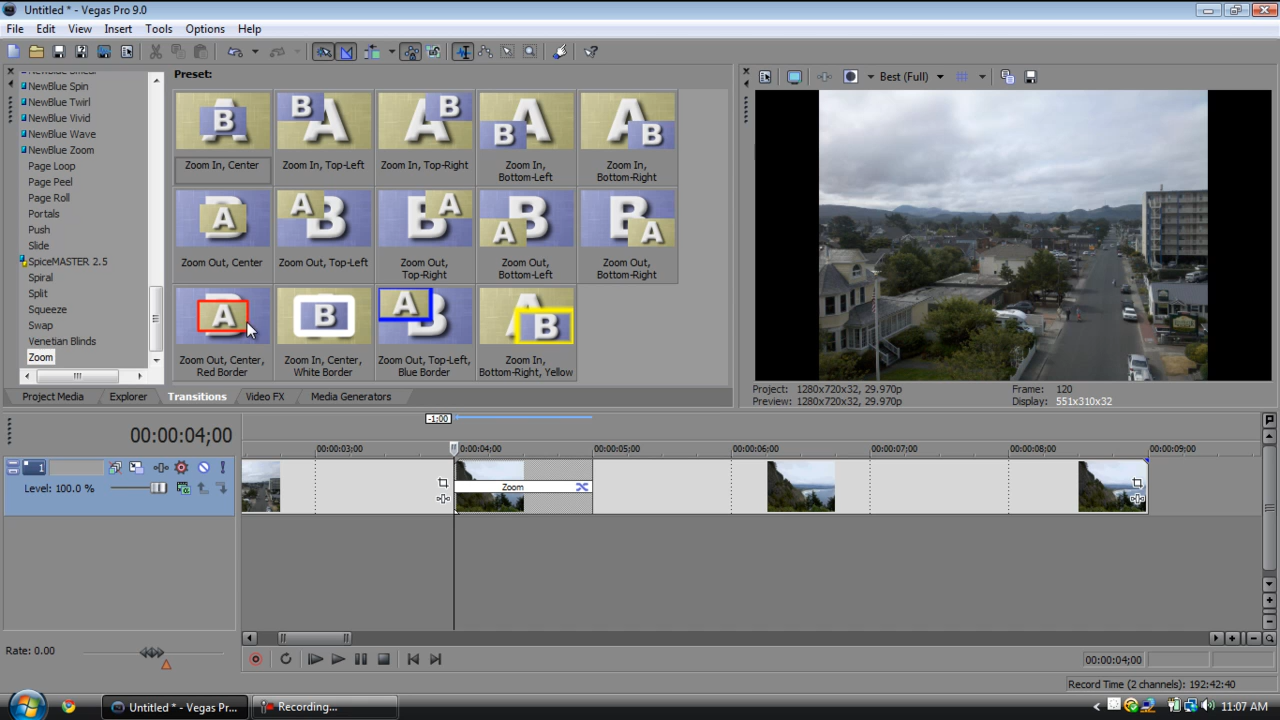 Untitled * - Vegas Pro 9.0
File Edit View Insert Tools Options Help
NewBlue Spin
NewBlue Twirl
NewBlue Vivid
NewBlue Wave
NewBlue Zoom
Page Loop
Page Peel
Page Roll
Portals
Push
Slide
SpiceMASTER 2.5
Spiral
Split
Squeeze
Swap
Venetian Blinds
Zoom
Preset:
B B A A B B A A B
Zoom In, Center Zoom In, Top-Left Zoom In, Top-Right Zoom In, Bottom-Left Zoom In, Bottom-Right
A A B B A B A B A
Zoom Out, Center Zoom Out, Top-Left Zoom Out, Top-Right Zoom Out, Bottom-Left Zoom Out, Bottom-Right
A B A B A B
Zoom Out, Center, Red Border Zoom In, Center, White Border Zoom Out, Top-Left, Blue Border Zoom In, Bottom-Right, Yellow
Project Media Explorer Transitions Video FX Media Generators
Best (Full)
Project: 1280x720x32, 29.970p Frame: 120
Preview: 1280x720x32, 29.970p Display: 551x310x32
00:00:04;00
-1;00
00:00:03;00 00:00:04;00 00:00:05;00 00:00:06;00 00:00:07;00 00:00:08;00 00:00:09;00
1
Level: 100.0 %
Zoom
Rate: 0.00
00:00:04;00
Record Time (2 channels): 192:42:40
Untitled * - Vegas Pr... Recording... 11:07 AM